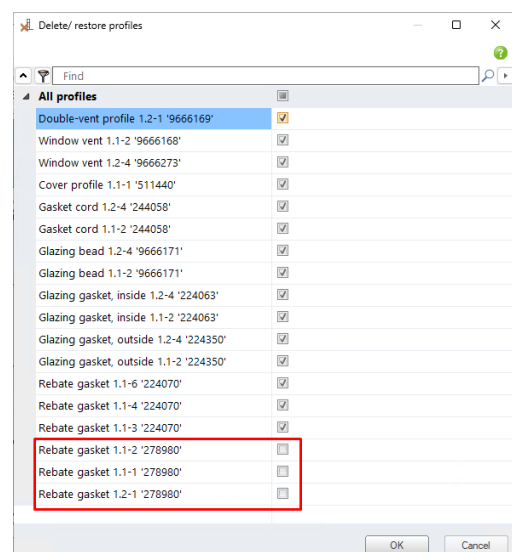 Delete/ restore profiles
Find
All profiles
Double-vent profile 1.2-1 '9666169'
Window vent 1.1-2 '9666168'
Window vent 1.2-4 '9666273'
Cover profile 1.1-1 '511440'
Gasket cord 1.2-4 '244058'
Gasket cord 1.1-2 '244058'
Glazing bead 1.2-4 '9666171'
Glazing bead 1.1-2 '9666171'
Glazing gasket, inside 1.2-4 '224063'
Glazing gasket, inside 1.1-2 '224063'
Glazing gasket, outside 1.2-4 '224350'
Glazing gasket, outside 1.1-2 '224350'
Rebate gasket 1.1-6 '224070'
Rebate gasket 1.1-4 '224070'
Rebate gasket 1.1-3 '224070'
Rebate gasket 1.1-2 '278980'
Rebate gasket 1.1-1 '278980'
Rebate gasket 1.2-1 '278980'
OK Cancel